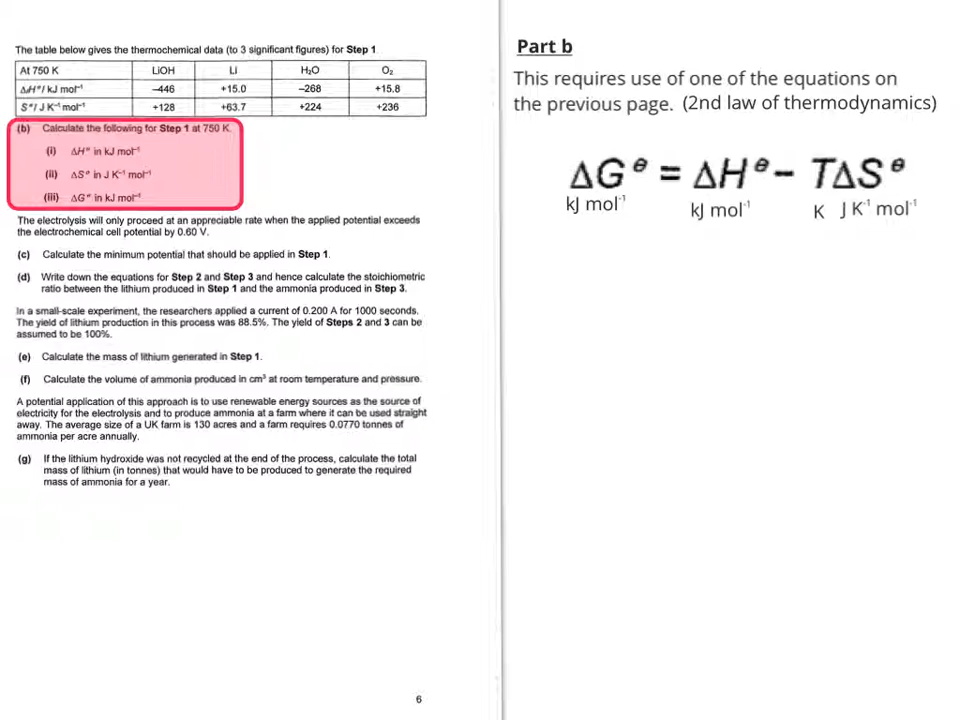 The table below gives the thermochemical data (to 3 significant figures) for Step 1.
At 750 K LiOH Li H₂O O₂
ΔfH°/ kJ mol⁻¹ −446 +15.0 −268 +15.8
S°/ J K⁻¹ mol⁻¹ +128 +63.7 +224 +236
(b) Calculate the following for Step 1 at 750 K.
(i) ΔH° in kJ mol⁻¹
(ii) ΔS° in J K⁻¹ mol⁻¹
(iii) ΔG° in kJ mol⁻¹
The electrolysis will only proceed at an appreciable rate when the applied potential exceeds
the electrochemical cell potential by 0.60 V.
(c) Calculate the minimum potential that should be applied in Step 1.
(d) Write down the equations for Step 2 and Step 3 and hence calculate the stoichiometric
ratio between the lithium produced in Step 1 and the ammonia produced in Step 3.
In a small-scale experiment, the researchers applied a current of 0.200 A for 1000 seconds.
The yield of lithium production in this process was 88.5%. The yield of Steps 2 and 3 can be
assumed to be 100%.
(e) Calculate the mass of lithium generated in Step 1.
(f) Calculate the volume of ammonia produced in cm³ at room temperature and pressure.
A potential application of this approach is to use renewable energy sources as the source of
electricity for the electrolysis and to produce ammonia at a farm where it can be used straight
away. The average size of a UK farm is 130 acres and a farm requires 0.0770 tonnes of
ammonia per acre annually.
(g) If the lithium hydroxide was not recycled at the end of the process, calculate the total
mass of lithium (in tonnes) that would have to be produced to generate the required
mass of ammonia for a year.
6
Part b
This requires use of one of the equations on
the previous page. (2nd law of thermodynamics)
ΔG° = ΔH° − TΔS°
kJ mol⁻¹ kJ mol⁻¹ K J K⁻¹ mol⁻¹